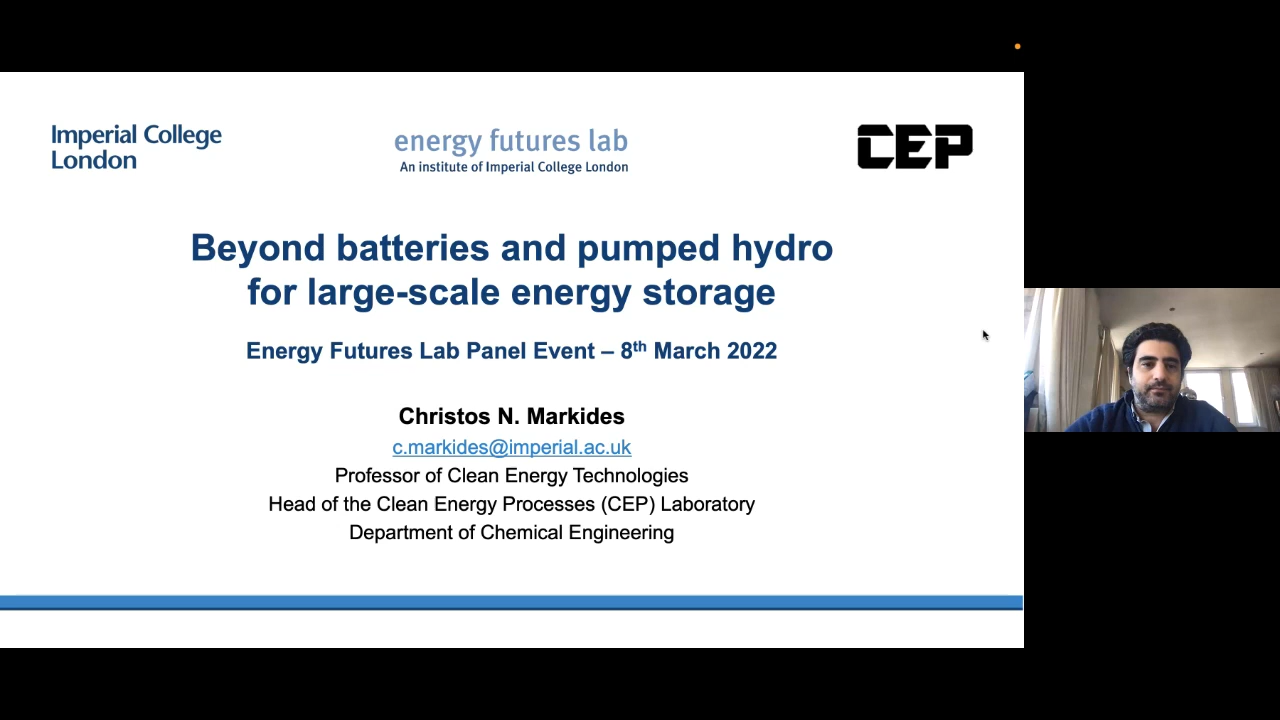 Imperial College
London
energy futures lab
An institute of Imperial College London
CEP
Beyond batteries and pumped hydro
for large-scale energy storage
Energy Futures Lab Panel Event – 8th March 2022
Christos N. Markides
c.markides@imperial.ac.uk
Professor of Clean Energy Technologies
Head of the Clean Energy Processes (CEP) Laboratory
Department of Chemical Engineering